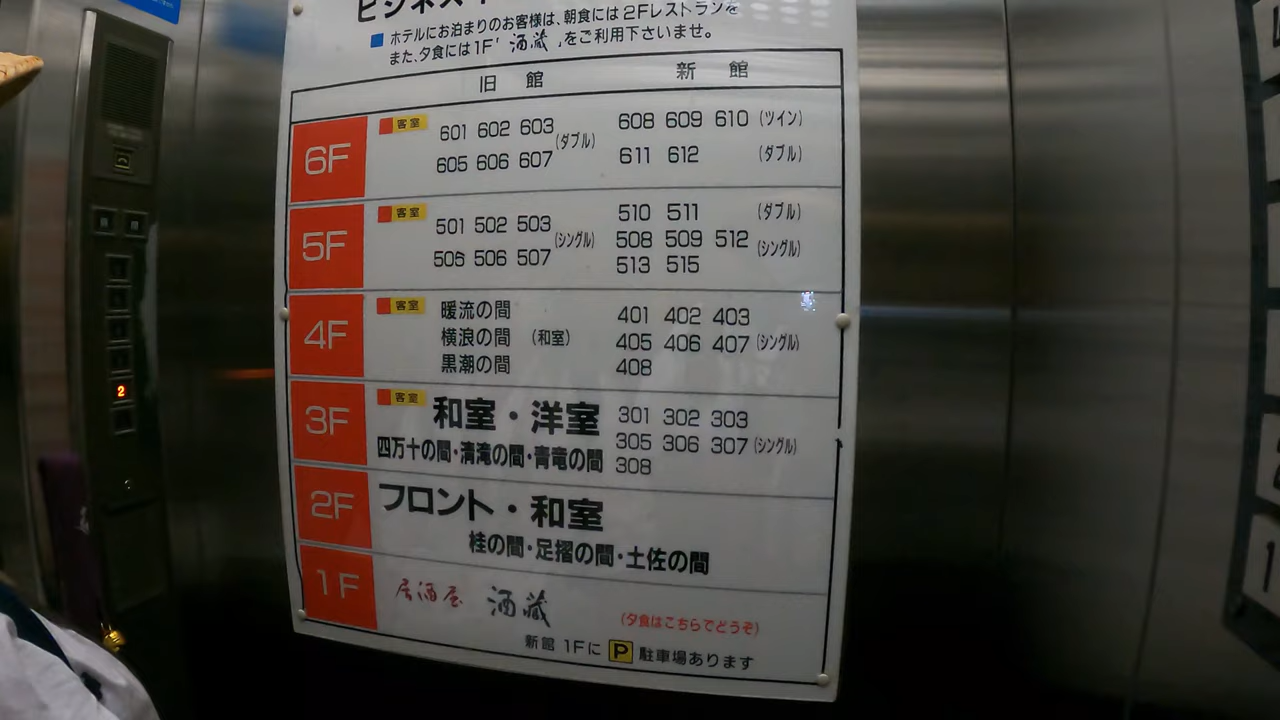 ビジネス
■ ホテルにお泊まりのお客様は、朝食には2Fレストランを
また、夕食には1F「酒蔵」をご利用下さいませ。
旧 館 新 館
6F 客室 601 602 603 (ダブル) 608 609 610 (ツイン)
605 606 607 611 612 (ダブル)
5F 客室 501 502 503 (シングル) 510 511 (ダブル)
505 506 507 508 509 512 (シングル)
513 515
4F 客室 暖流の間 401 402 403
横浪の間 (和室) 405 406 407 (シングル)
黒潮の間 408
3F 客室 和室・洋室 301 302 303
四万十の間・清滝の間・青竜の間 305 306 307 (シングル)
308
2F フロント・和室
桂の間・足摺の間・土佐の間
1F 居酒屋 酒蔵 (夕食はこちらでどうぞ)
新館 1Fに P 駐車場あります
2
1